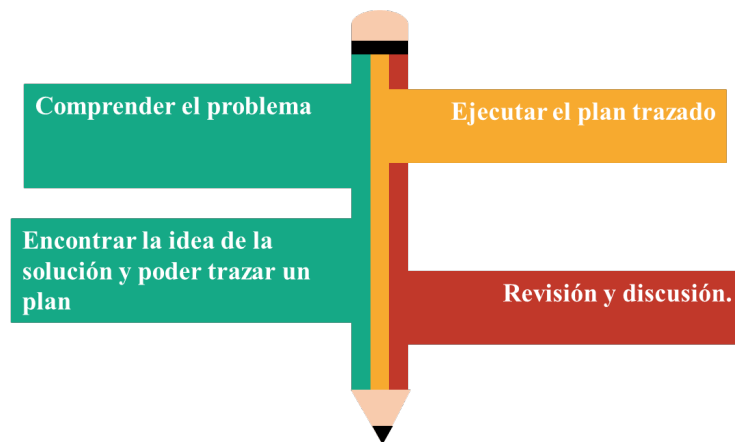 Comprender el problema
Encontrar la idea de la
solución y poder trazar un
plan
Ejecutar el plan trazado
Revisión y discusión.